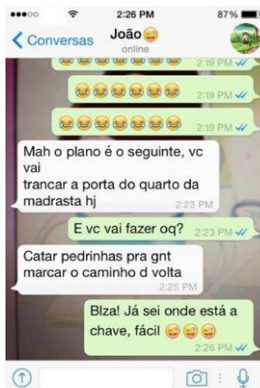 2:26 PM
87%
Conversas
João😄
online
😂😂😂😂😂😂
2:19 PM
😂😂😂😂😂😂
2:19 PM
😂😂😂😂😂😂
2:19 PM
Mah o plano é o seguinte, vc
vai
trancar a porta do quarto da
madrasta hj
2:23 PM
E vc vai fazer oq?
2:23 PM
Catar pedrinhas pra gnt
marcar o caminho d volta
2:25 PM
Blza! Já sei onde está a
chave, fácil 😜😜😜
2:26 PM